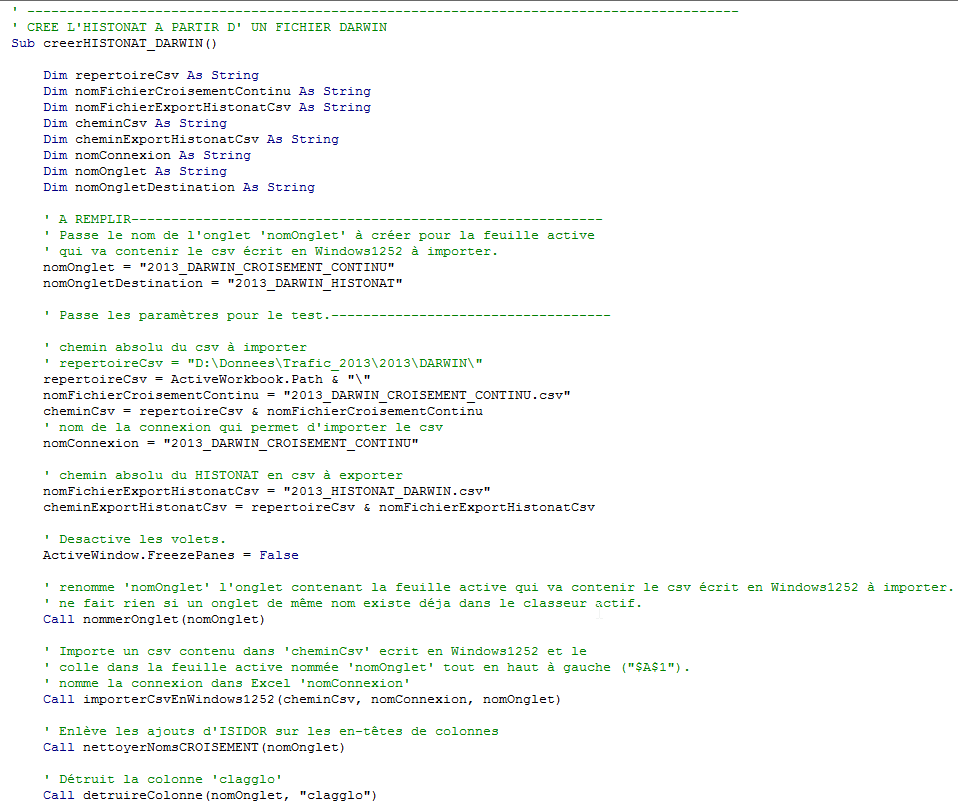 ' -----------------------------------------------------------------------------------------
' CREE L'HISTONAT A PARTIR D' UN FICHIER DARWIN
Sub creerHISTONAT_DARWIN()
Dim repertoireCsv As String
Dim nomFichierCroisementContinu As String
Dim nomFichierExportHistonatCsv As String
Dim cheminCsv As String
Dim cheminExportHistonatCsv As String
Dim nomConnexion As String
Dim nomOnglet As String
Dim nomOngletDestination As String
' A REMPLIR-----------------------------------------------------------
' Passe le nom de l'onglet 'nomOnglet' à créer pour la feuille active
' qui va contenir le csv écrit en Windows1252 à importer.
nomOnglet = "2013_DARWIN_CROISEMENT_CONTINU"
nomOngletDestination = "2013_DARWIN_HISTONAT"
' Passe les paramètres pour le test.-----------------------------------
' chemin absolu du csv à importer
' repertoireCsv = "D:\Donnees\Trafic_2013\2013\DARWIN\"
repertoireCsv = ActiveWorkbook.Path & "\"
nomFichierCroisementContinu = "2013_DARWIN_CROISEMENT_CONTINU.csv"
cheminCsv = repertoireCsv & nomFichierCroisementContinu
' nom de la connexion qui permet d'importer le csv
nomConnexion = "2013_DARWIN_CROISEMENT_CONTINU"
' chemin absolu du HISTONAT en csv à exporter
nomFichierExportHistonatCsv = "2013_HISTONAT_DARWIN.csv"
cheminExportHistonatCsv = repertoireCsv & nomFichierExportHistonatCsv
' Desactive les volets.
ActiveWindow.FreezePanes = False
' renomme 'nomOnglet' l'onglet contenant la feuille active qui va contenir le csv écrit en Windows1252 à importer.
' ne fait rien si un onglet de même nom existe déja dans le classeur actif.
Call nommerOnglet(nomOnglet)
' Importe un csv contenu dans 'cheminCsv' ecrit en Windows1252 et le
' colle dans la feuille active nommée 'nomOnglet' tout en haut à gauche ("$A$1").
' nomme la connexion dans Excel 'nomConnexion'
Call importerCsvEnWindows1252(cheminCsv, nomConnexion, nomOnglet)
' Enlève les ajouts d'ISIDOR sur les en-têtes de colonnes
Call nettoyerNomsCROISEMENT(nomOnglet)
' Détruit la colonne 'clagglo'
Call detruireColonne(nomOnglet, "clagglo")